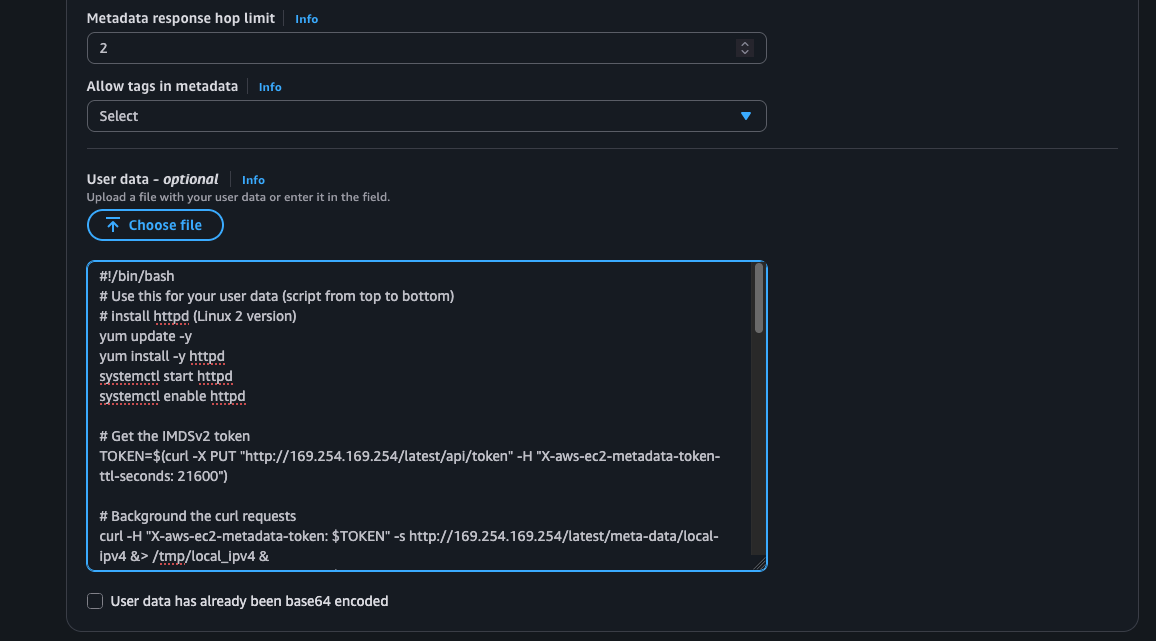 Metadata response hop limit Info
2
Allow tags in metadata Info
Select
User data - optional Info
Upload a file with your user data or enter it in the field.
Choose file
#!/bin/bash
# Use this for your user data (script from top to bottom)
# install httpd (Linux 2 version)
yum update -y
yum install -y httpd
systemctl start httpd
systemctl enable httpd
# Get the IMDSv2 token
TOKEN=$(curl -X PUT "http://169.254.169.254/latest/api/token" -H "X-aws-ec2-metadata-token-
ttl-seconds: 21600")
# Background the curl requests
curl -H "X-aws-ec2-metadata-token: $TOKEN" -s http://169.254.169.254/latest/meta-data/local-
ipv4 &> /tmp/local_ipv4 &
User data has already been base64 encoded